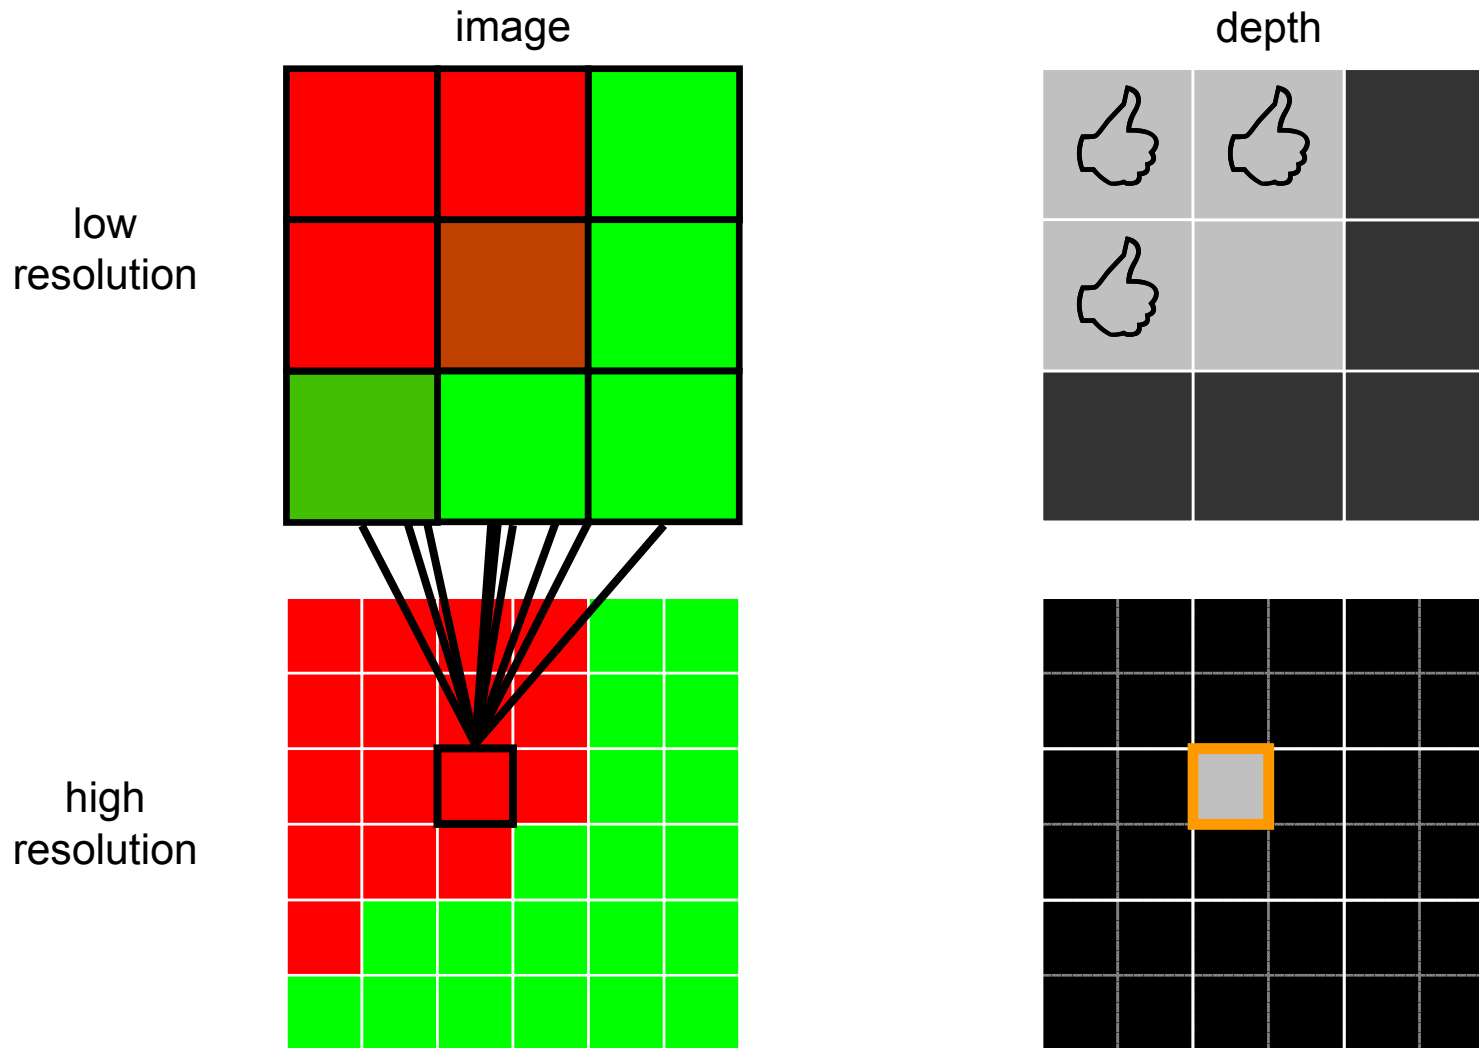 image
depth
low
resolution
high
resolution